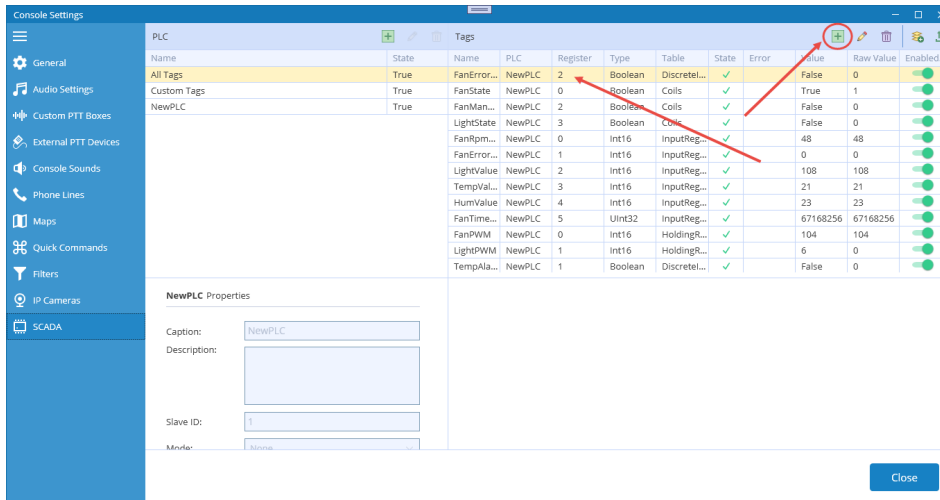 Console Settings
General
Audio Settings
Custom PTT Boxes
External PTT Devices
Console Sounds
Phone Lines
Maps
Quick Commands
Filters
IP Cameras
SCADA
PLC
Name State
All Tags True
Custom Tags True
NewPLC True
NewPLC Properties
Caption: NewPLC
Description:
Slave ID: 1
Mode: None
Tags
Name PLC Register Type Table State Error Value Raw Value Enabled
FanError... NewPLC 2 Boolean DiscreteI... False 0
FanState NewPLC 0 Boolean Coils True 1
FanMan... NewPLC 2 Boolean Coils False 0
LightState NewPLC 3 Boolean Coils False 0
FanRpm... NewPLC 0 Int16 InputReg... 48 48
FanError... NewPLC 1 Int16 InputReg... 0 0
LightValue NewPLC 2 Int16 InputReg... 108 108
TempVal... NewPLC 3 Int16 InputReg... 21 21
HumValue NewPLC 4 Int16 InputReg... 23 23
FanTime... NewPLC 5 UInt32 InputReg... 67168256 67168256
FanPWM NewPLC 0 Int16 HoldingR... 104 104
LightPWM NewPLC 1 Int16 HoldingR... 6 0
TempAla... NewPLC 1 Boolean DiscreteI... False 0
Close